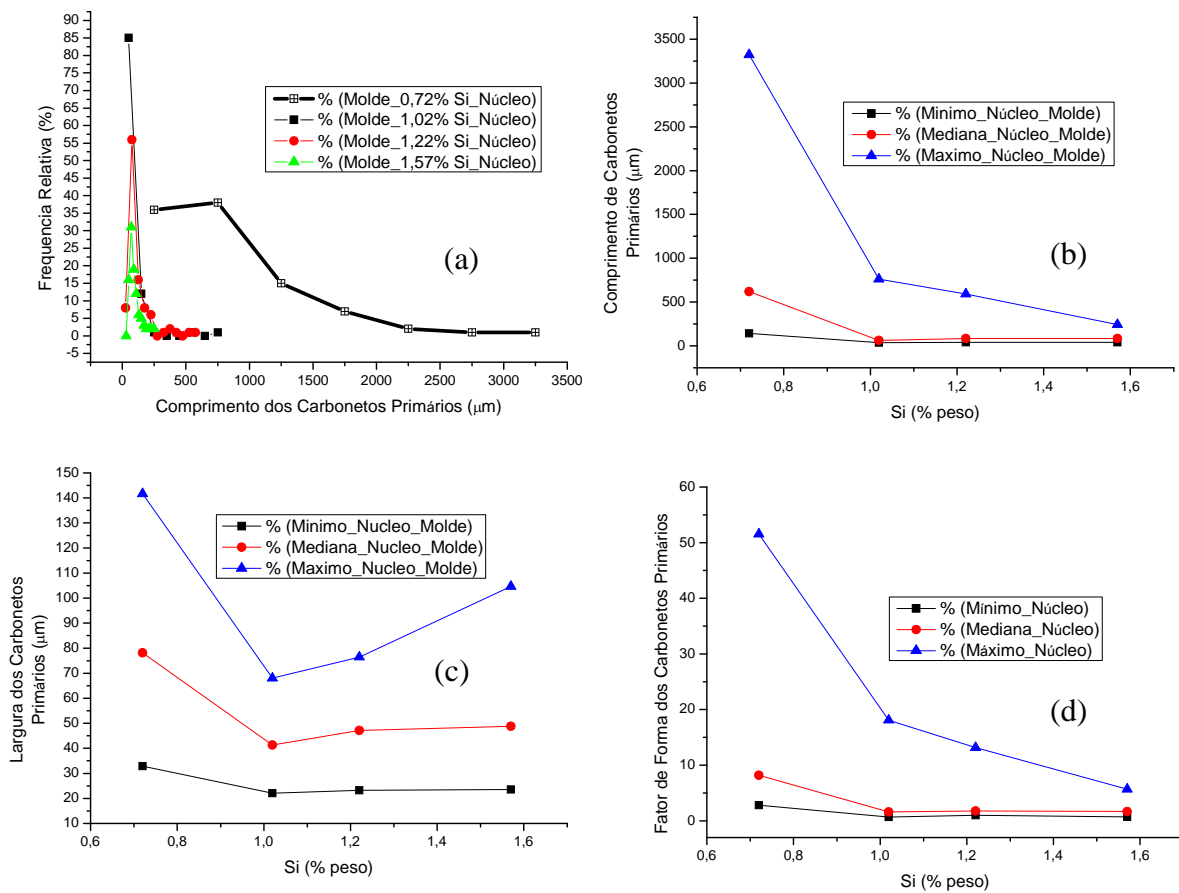 90
85
80
75
70
65
60
55
50
45
40
35
30
25
20
15
10
5
0
-5
Frequencia Relativa (%)
% (Molde_0,72% Si_Núcleo)
% (Molde_1,02% Si_Núcleo)
% (Molde_1,22% Si_Núcleo)
% (Molde_1,57% Si_Núcleo)
(a)
0 500 1000 1500 2000 2500 3000 3500
Comprimento dos Carbonetos Primários (μm)
3500
3000
2500
2000
1500
1000
500
0
Comprimento de Carbonetos
Primários (μm)
% (Minimo_Núcleo_Molde)
% (Mediana_Núcleo_Molde)
% (Maximo_Núcleo_Molde)
(b)
0,6 0,8 1,0 1,2 1,4 1,6
Si (% peso)
150
140
130
120
110
100
90
80
70
60
50
40
30
20
10
Largura dos Carbonetos
Primários (μm)
% (Minimo_Nucleo_Molde)
% (Mediana_Nucleo_Molde)
% (Maximo_Nucleo_Molde)
(c)
0,6 0,8 1,0 1,2 1,4 1,6
Si (% peso)
60
50
40
30
20
10
0
Fator de Forma dos Carbonetos Primários
% (Mínimo_Núcleo)
% (Mediana_Núcleo)
% (Máximo_Núcleo)
(d)
0,6 0,8 1,0 1,2 1,4 1,6
Si (% peso)